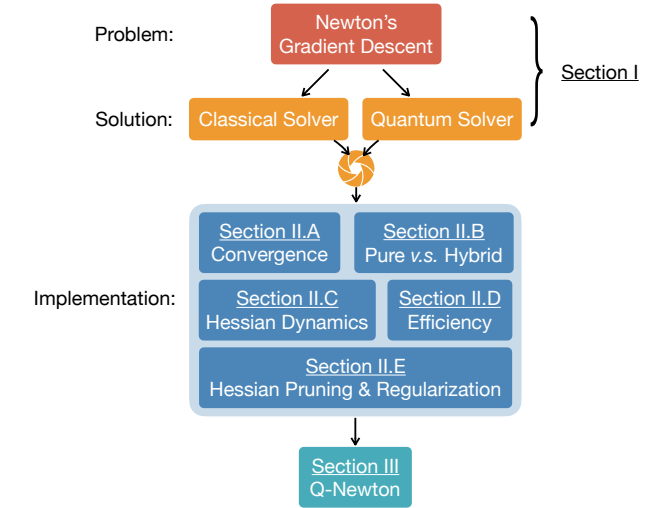 Problem:
Newton's
Gradient Descent
Section I
Solution:
Classical Solver
Quantum Solver
Section II.A
Convergence
Section II.B
Pure v.s. Hybrid
Implementation:
Section II.C
Hessian Dynamics
Section II.D
Efficiency
Section II.E
Hessian Pruning & Regularization
Section III
Q-Newton